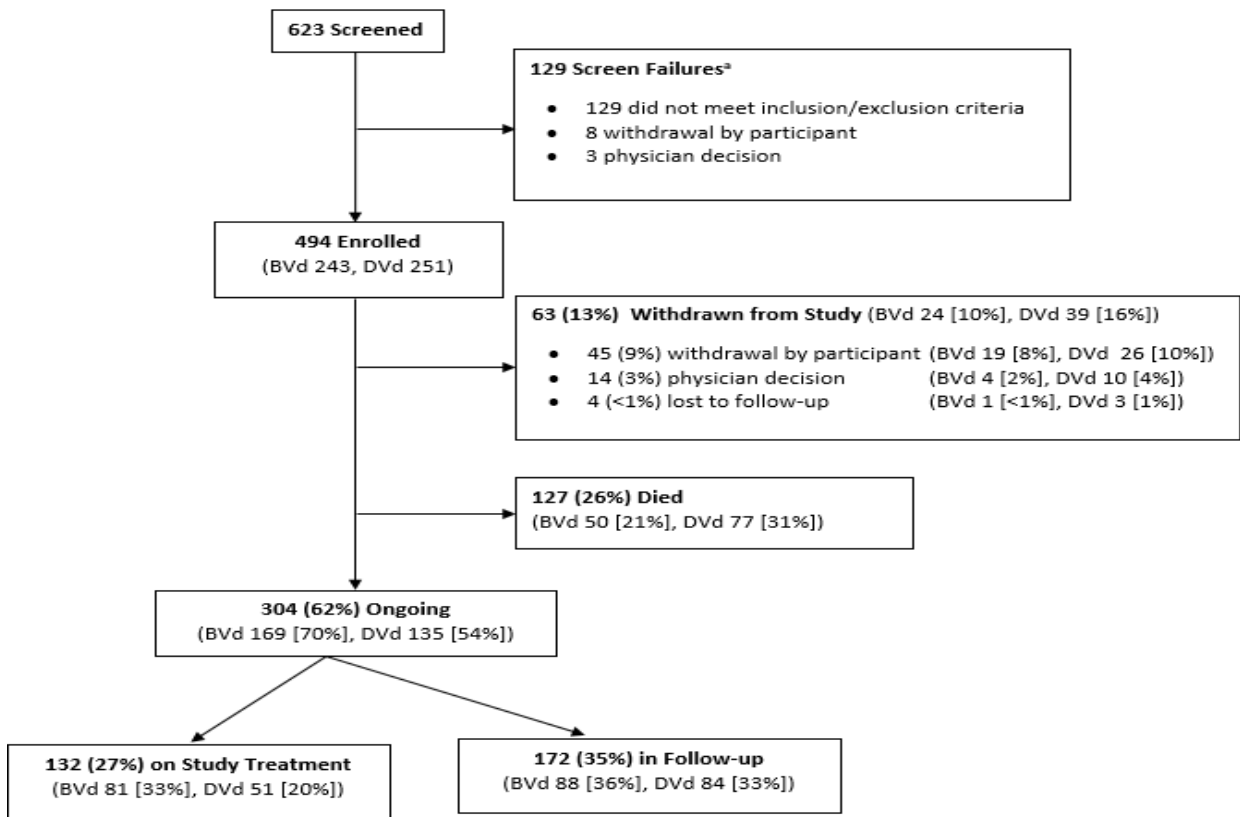 623 Screened
129 Screen Failuresᵃ
• 129 did not meet inclusion/exclusion criteria
• 8 withdrawal by participant
• 3 physician decision
494 Enrolled
(BVd 243, DVd 251)
63 (13%) Withdrawn from Study (BVd 24 [10%], DVd 39 [16%])
• 45 (9%) withdrawal by participant (BVd 19 [8%], DVd 26 [10%])
• 14 (3%) physician decision (BVd 4 [2%], DVd 10 [4%])
• 4 (<1%) lost to follow-up (BVd 1 [<1%], DVd 3 [1%])
127 (26%) Died
(BVd 50 [21%], DVd 77 [31%])
304 (62%) Ongoing
(BVd 169 [70%], DVd 135 [54%])
132 (27%) on Study Treatment
(BVd 81 [33%], DVd 51 [20%])
172 (35%) in Follow-up
(BVd 88 [36%], DVd 84 [33%])